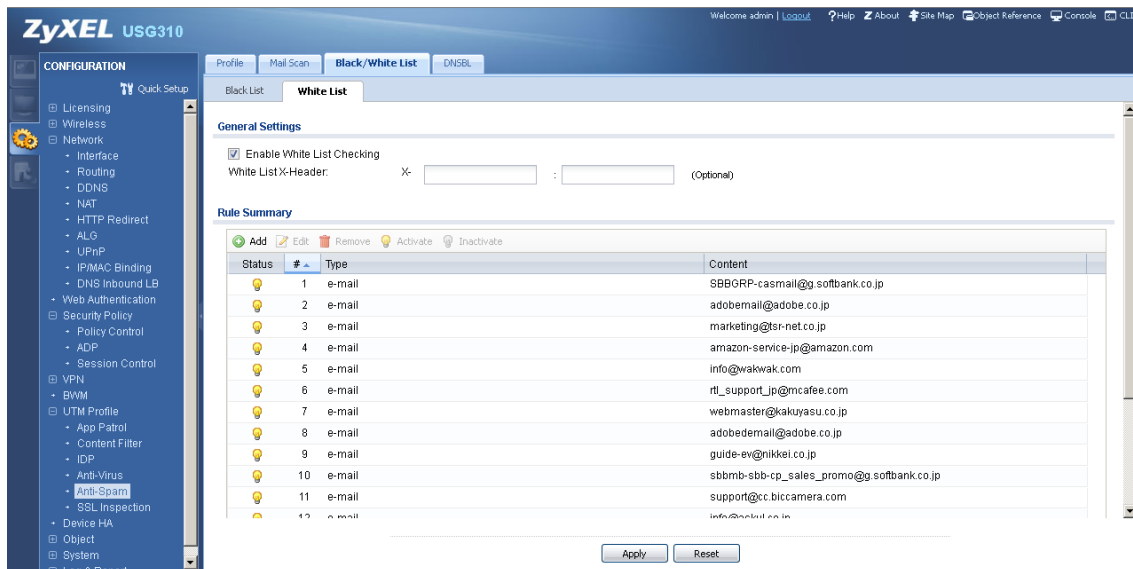 Welcome admin | Logout ?Help Z About Site Map Object Reference Console CLI
ZyXEL USG310
CONFIGURATION
Quick Setup
Licensing
Wireless
Network
Interface
Routing
DDNS
NAT
HTTP Redirect
ALG
UPnP
IP/MAC Binding
DNS Inbound LB
Web Authentication
Security Policy
Policy Control
ADP
Session Control
VPN
BWM
UTM Profile
App Patrol
Content Filter
IDP
Anti-Virus
Anti-Spam
SSL Inspection
Device HA
Object
System
Profile Mail Scan Black/White List DNSBL
Black List White List
General Settings
Enable White List Checking
White List X-Header: X- : (Optional)
Rule Summary
Add Edit Remove Activate Inactivate
Status # Type Content
1 e-mail SBBGRP-casmail@g.softbank.co.jp
2 e-mail adobemail@adobe.co.jp
3 e-mail marketing@tsr-net.co.jp
4 e-mail amazon-service-jp@amazon.com
5 e-mail info@wakwak.com
6 e-mail rtl_support_jp@mcafee.com
7 e-mail webmaster@kakuyasu.co.jp
8 e-mail adobedemail@adobe.co.jp
9 e-mail guide-ev@nikkei.co.jp
10 e-mail sbbmb-sbb-cp_sales_promo@g.softbank.co.jp
11 e-mail support@cc.biccamera.com
12 e-mail info@askul.co.jp
Apply Reset